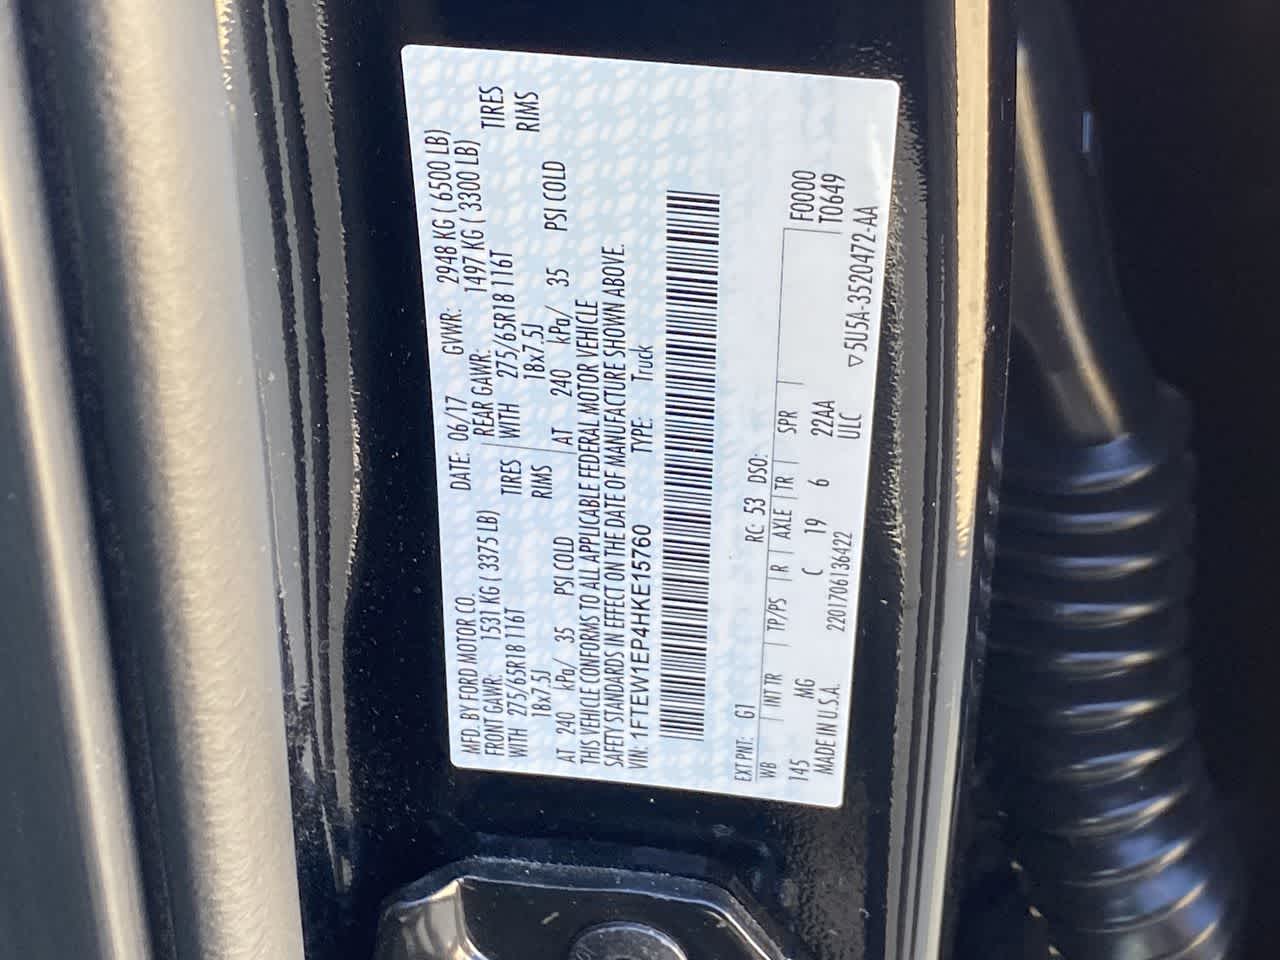 MFD. BY FORD MOTOR CO. DATE: 06/17 GVWR: 2948 KG ( 6500 LB)
FRONT GAWR: 1531 KG ( 3375 LB) REAR GAWR: 1497 KG ( 3300 LB)
WITH 275/65R18 116T TIRES WITH 275/65R18 116T TIRES
18x7.5J RIMS 18x7.5J RIMS
AT 240 kPa/ 35 PSI COLD AT 240 kPa/ 35 PSI COLD
THIS VEHICLE CONFORMS TO ALL APPLICABLE FEDERAL MOTOR VEHICLE
SAFETY STANDARDS IN EFFECT ON THE DATE OF MANUFACTURE SHOWN ABOVE.
VIN: 1FTEW1EP4HKE15760 TYPE: Truck
EXT PNT: G1 RC: 53 DSO:
WB INT TR TP/PS R AXLE TR SPR F0000
145 MG C 19 6 22AA T0649
MADE IN U.S.A. 2201706136422 ULC ▽5U5A-3520472-AA